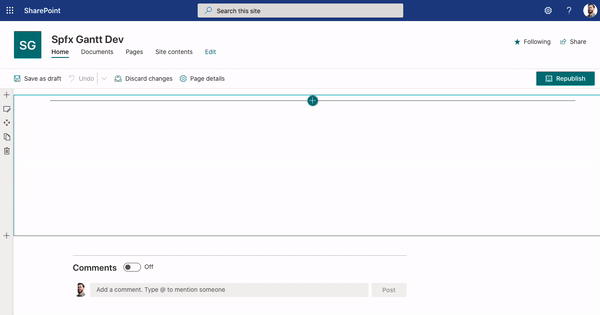 SharePoint
Search this site
?
SG
Spfx Gantt Dev
Home Documents Pages Site contents Edit
Following Share
Save as draft Undo Discard changes Page details
Republish
Comments Off
Add a comment. Type @ to mention someone
Post